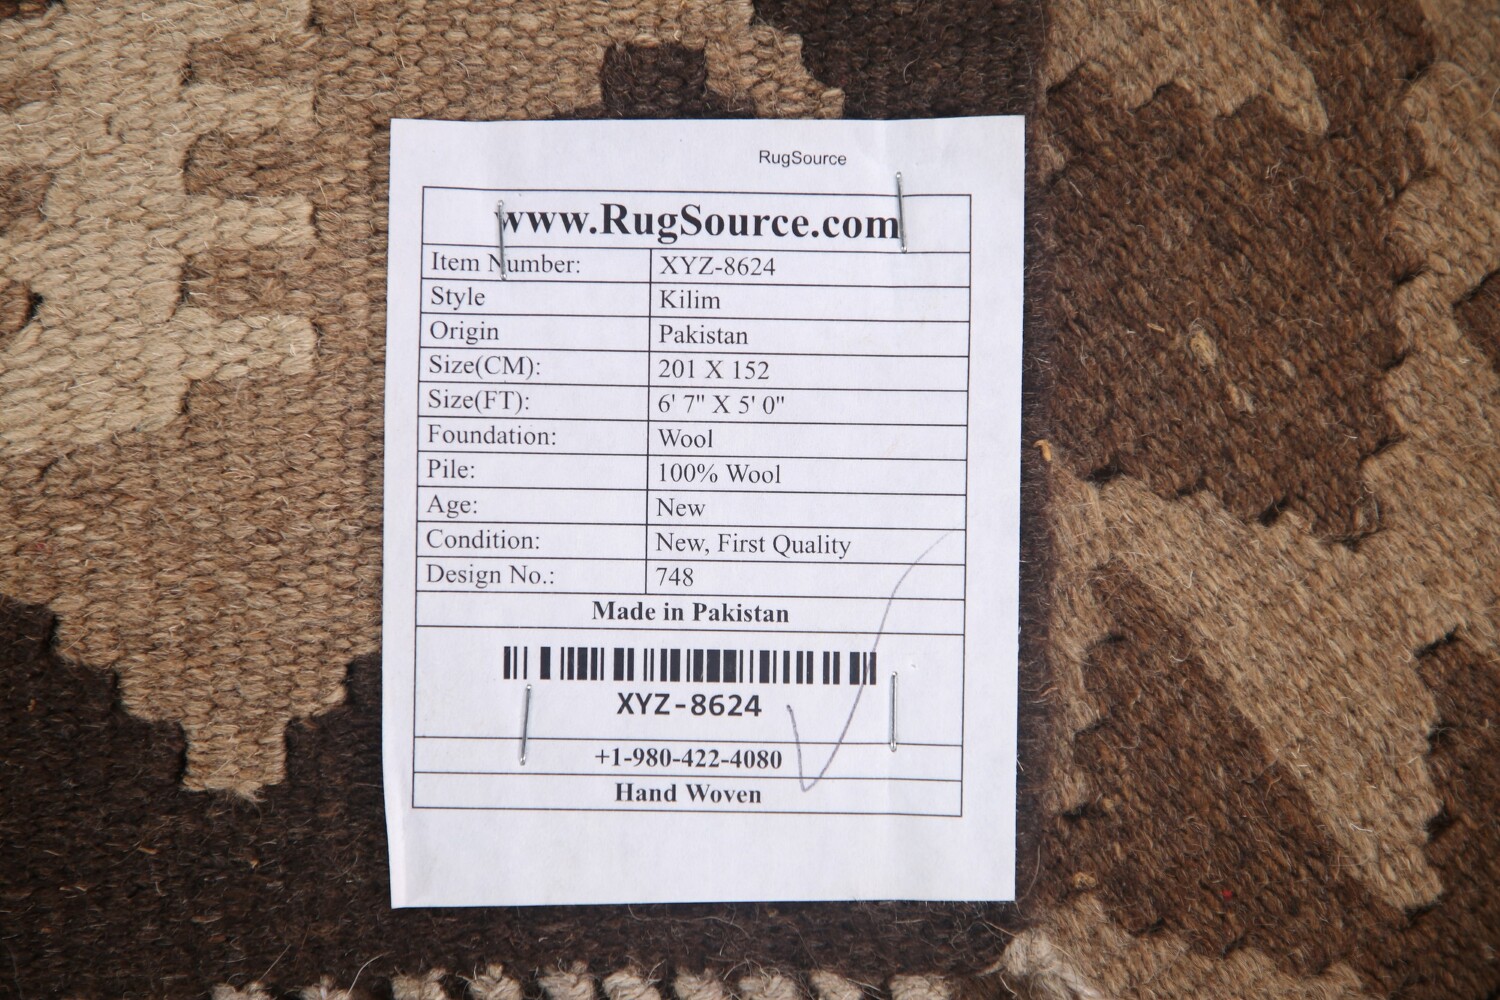 RugSource
www.RugSource.com
Item Number: XYZ-8624
Style Kilim
Origin Pakistan
Size(CM): 201 X 152
Size(FT): 6' 7" X 5' 0"
Foundation: Wool
Pile: 100% Wool
Age: New
Condition: New, First Quality
Design No.: 748
Made in Pakistan
XYZ-8624
+1-980-422-4080
Hand Woven